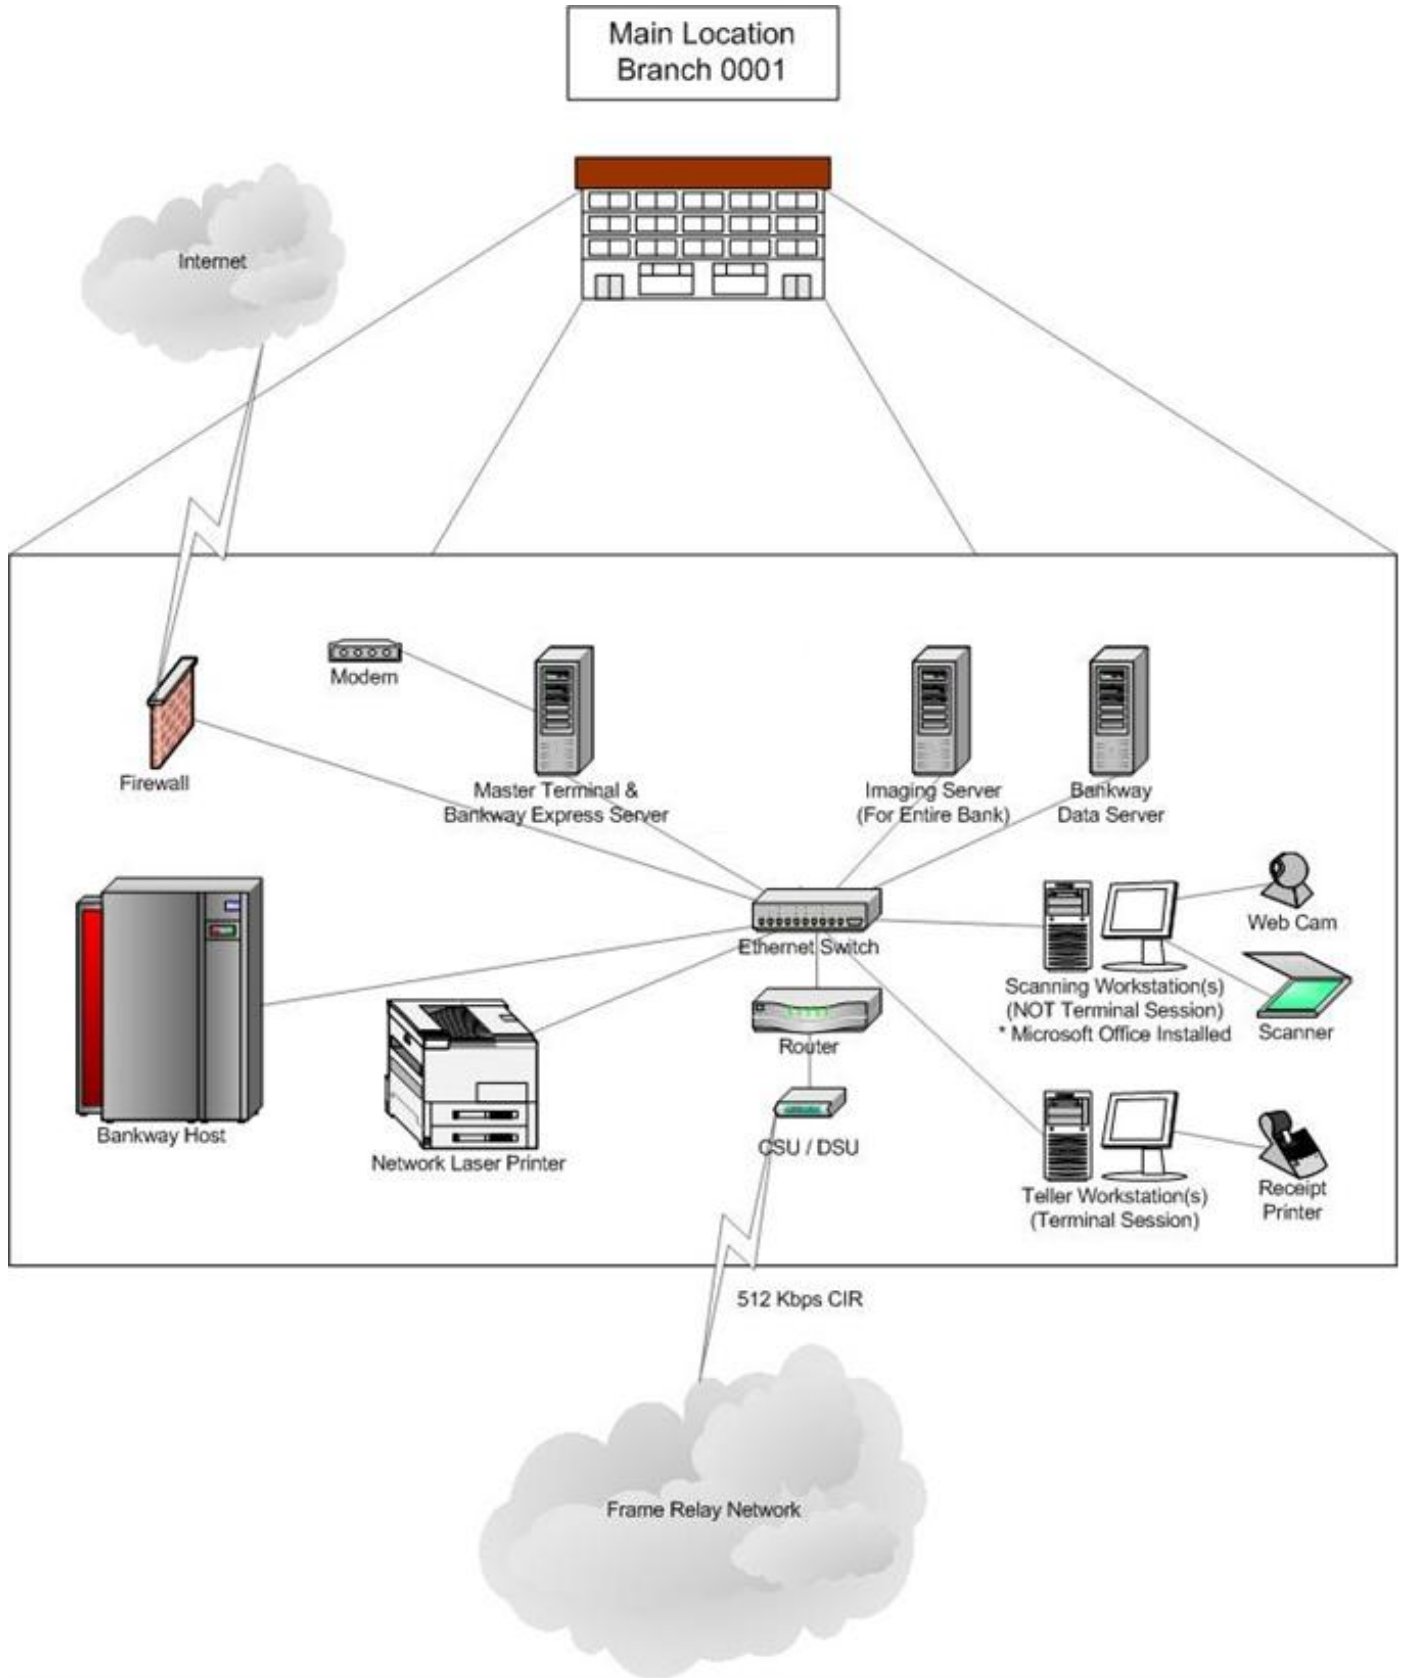 Main Location
Branch 0001
Internet
Modem
Firewall
Master Terminal &
Bankway Express Server
Imaging Server
(For Entire Bank)
Bankway
Data Server
Ethernet Switch
Web Cam
Scanning Workstation(s)
(NOT Terminal Session)
* Microsoft Office Installed
Scanner
Router
Bankway Host
Network Laser Printer
CSU / DSU
Teller Workstation(s)
(Terminal Session)
Receipt
Printer
512 Kbps CIR
Frame Relay Network